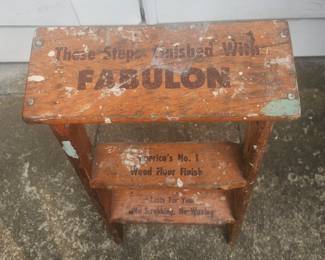 These Steps Finished With
FABULON
America's No. 1
Wood Floor Finish
Lasts For Years
No Scrubbing, No Waxing